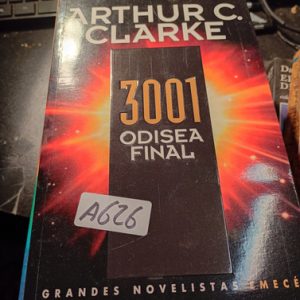 ARTHUR C.
CLARKE
3001
ODISEA
FINAL
A626
GRANDES NOVELISTAS EMECÉ